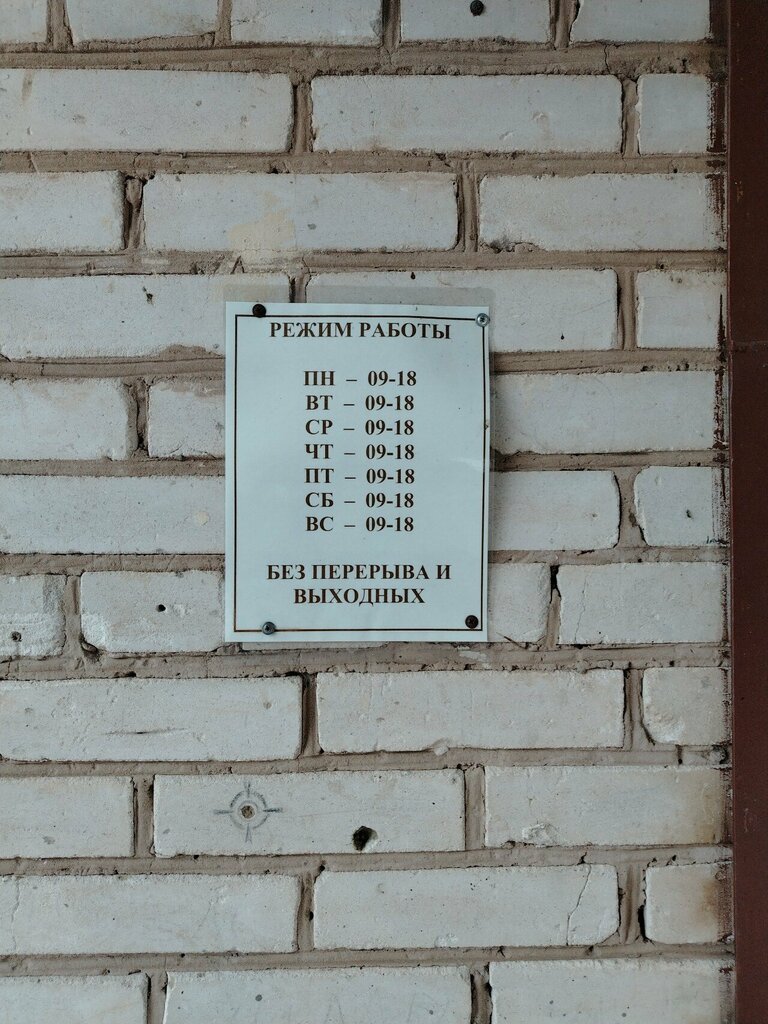 РЕЖИМ РАБОТЫ
ПН – 09-18
ВТ – 09-18
СР – 09-18
ЧТ – 09-18
ПТ – 09-18
СБ – 09-18
ВС – 09-18
БЕЗ ПЕРЕРЫВА И
ВЫХОДНЫХ